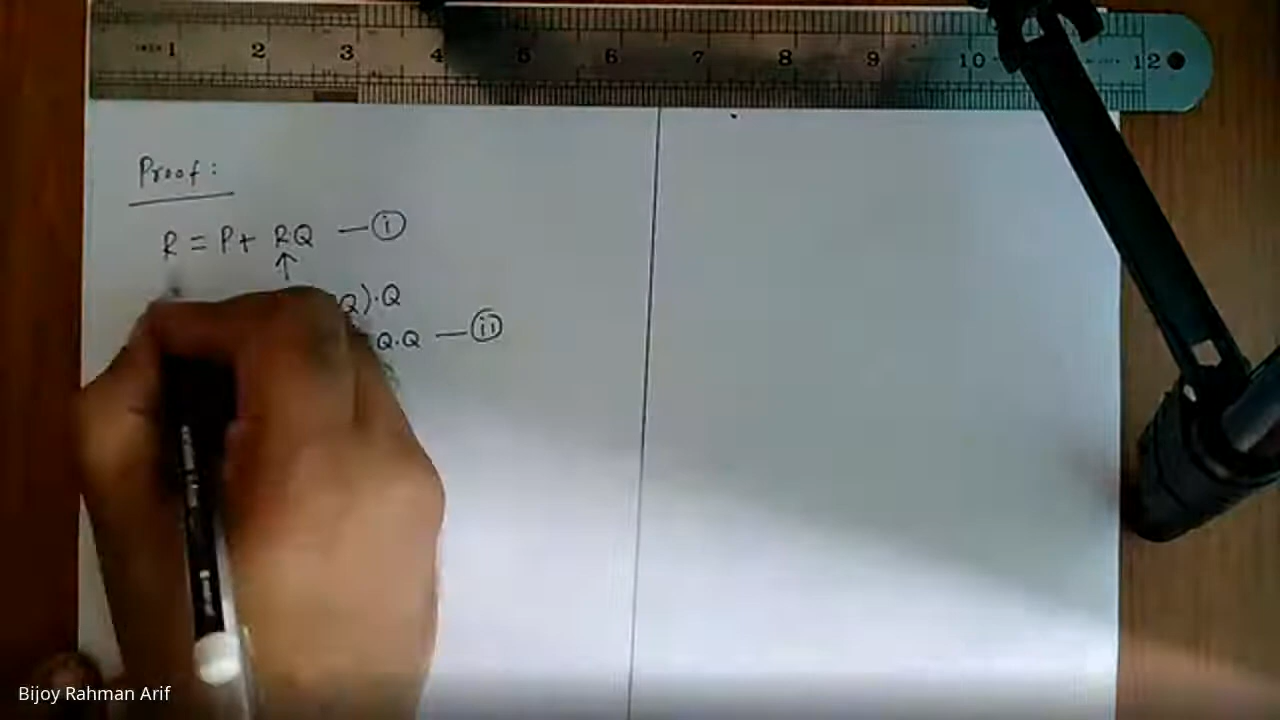 1 2 3 4 5 6 7 8 9 10 12
Proof:
R = P + RQ — (i)
Q)·Q
Q·Q — (ii)
Bijoy Rahman Arif